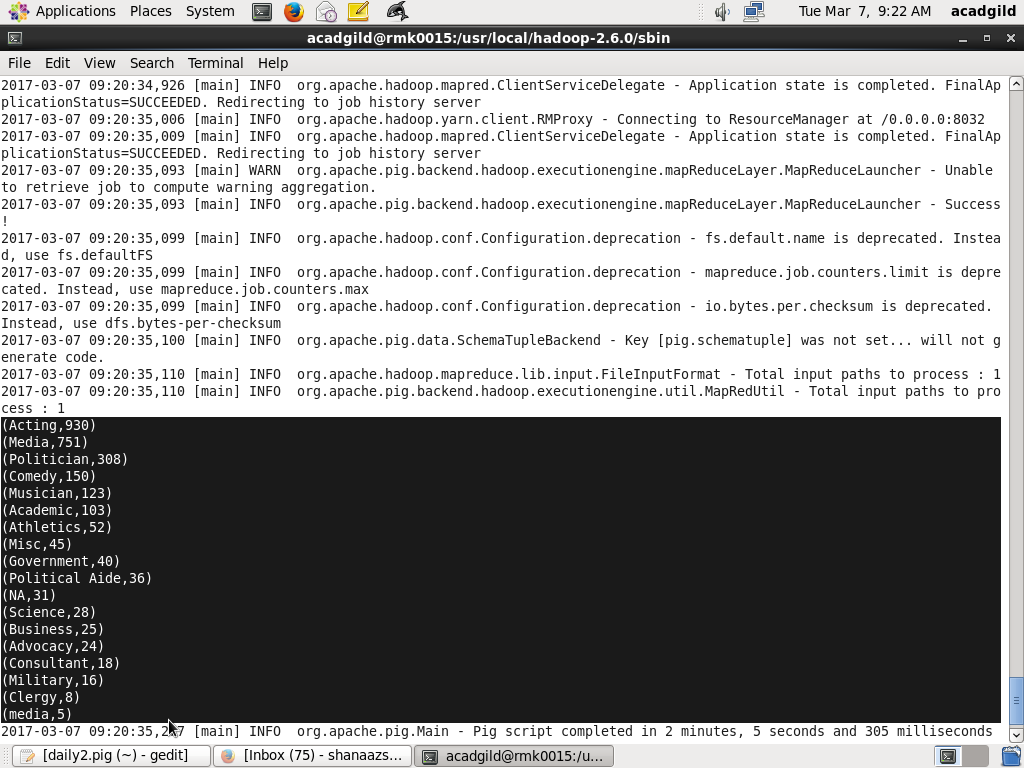 Applications Places System Tue Mar 7, 9:22 AM acadgild
acadgild@rmk0015:/usr/local/hadoop-2.6.0/sbin
File Edit View Search Terminal Help
2017-03-07 09:20:34,926 [main] INFO  org.apache.hadoop.mapred.ClientServiceDelegate - Application state is completed. FinalAp
plicationStatus=SUCCEEDED. Redirecting to job history server
2017-03-07 09:20:35,006 [main] INFO  org.apache.hadoop.yarn.client.RMProxy - Connecting to ResourceManager at /0.0.0.0:8032
2017-03-07 09:20:35,009 [main] INFO  org.apache.hadoop.mapred.ClientServiceDelegate - Application state is completed. FinalAp
plicationStatus=SUCCEEDED. Redirecting to job history server
2017-03-07 09:20:35,093 [main] WARN  org.apache.pig.backend.hadoop.executionengine.mapReduceLayer.MapReduceLauncher - Unable
to retrieve job to compute warning aggregation.
2017-03-07 09:20:35,093 [main] INFO  org.apache.pig.backend.hadoop.executionengine.mapReduceLayer.MapReduceLauncher - Success
!
2017-03-07 09:20:35,099 [main] INFO  org.apache.hadoop.conf.Configuration.deprecation - fs.default.name is deprecated. Instea
d, use fs.defaultFS
2017-03-07 09:20:35,099 [main] INFO  org.apache.hadoop.conf.Configuration.deprecation - mapreduce.job.counters.limit is depre
cated. Instead, use mapreduce.job.counters.max
2017-03-07 09:20:35,099 [main] INFO  org.apache.hadoop.conf.Configuration.deprecation - io.bytes.per.checksum is deprecated.
Instead, use dfs.bytes-per-checksum
2017-03-07 09:20:35,100 [main] INFO  org.apache.pig.data.SchemaTupleBackend - Key [pig.schematuple] was not set... will not g
enerate code.
2017-03-07 09:20:35,110 [main] INFO  org.apache.hadoop.mapreduce.lib.input.FileInputFormat - Total input paths to process : 1
2017-03-07 09:20:35,110 [main] INFO  org.apache.pig.backend.hadoop.executionengine.util.MapRedUtil - Total input paths to pro
cess : 1
(Acting,930)
(Media,751)
(Politician,308)
(Comedy,150)
(Musician,123)
(Academic,103)
(Athletics,52)
(Misc,45)
(Government,40)
(Political Aide,36)
(NA,31)
(Science,28)
(Business,25)
(Advocacy,24)
(Consultant,18)
(Military,16)
(Clergy,8)
(media,5)
2017-03-07 [main] INFO  org.apache.pig.Main - Pig script completed in 2 minutes, 5 seconds and 305 milliseconds
[daily2.pig (~) - gedit] [Inbox (75) - shanaazs... acadgild@rmk0015:/u...